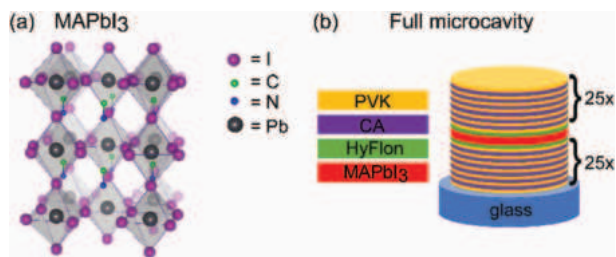 (a) MAPbI3
= I
= C
= N
= Pb
(b) Full microcavity
PVK
CA
HyFlon
MAPbI3
25x
25x
glass